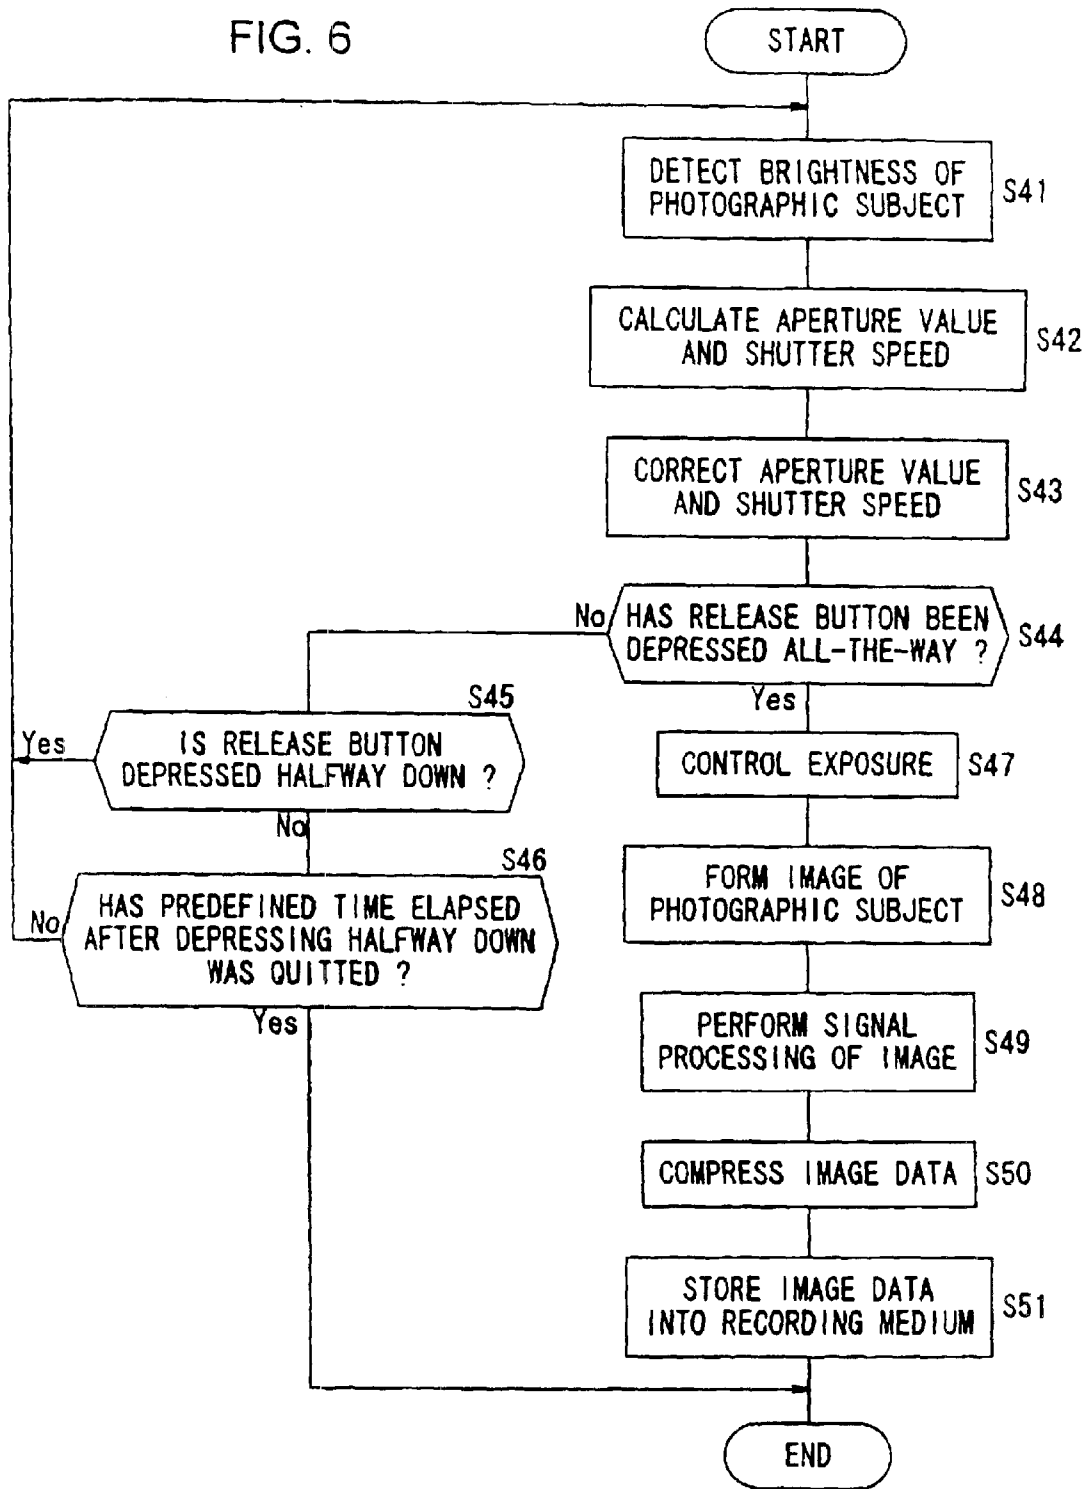 FIG. 6
START
DETECT BRIGHTNESS OF
PHOTOGRAPHIC SUBJECT
S41
CALCULATE APERTURE VALUE
AND SHUTTER SPEED
S42
CORRECT APERTURE VALUE
AND SHUTTER SPEED
S43
No
HAS RELEASE BUTTON BEEN
DEPRESSED ALL-THE-WAY ?
S44
Yes
S45
Yes
IS RELEASE BUTTON
DEPRESSED HALFWAY DOWN ?
No
S46
No
HAS PREDEFINED TIME ELAPSED
AFTER DEPRESSING HALFWAY DOWN
WAS QUITTED ?
Yes
CONTROL EXPOSURE
S47
FORM IMAGE OF
PHOTOGRAPHIC SUBJECT
S48
PERFORM SIGNAL
PROCESSING OF IMAGE
S49
COMPRESS IMAGE DATA
S50
STORE IMAGE DATA
INTO RECORDING MEDIUM
S51
END